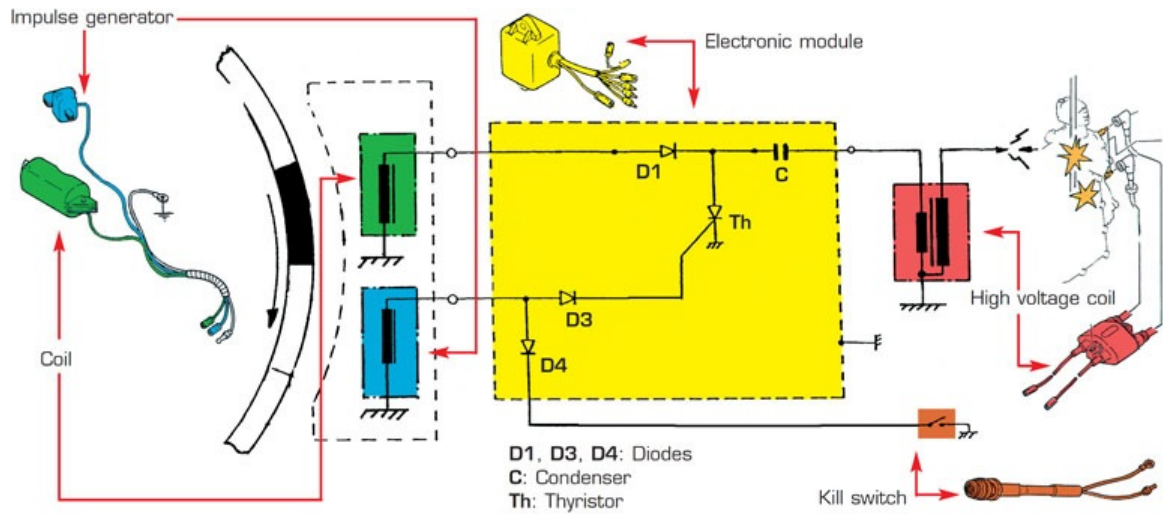 Impulse generator
Electronic module
D1
C
Th
D3
D4
Coil
High voltage coil
D1, D3, D4: Diodes
C: Condenser
Th: Thyristor
Kill switch